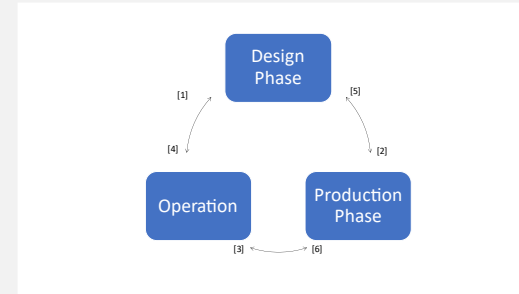 Design
Phase
[1]
[5]
[4]
[2]
Operation
Production
Phase
[3]
[6]